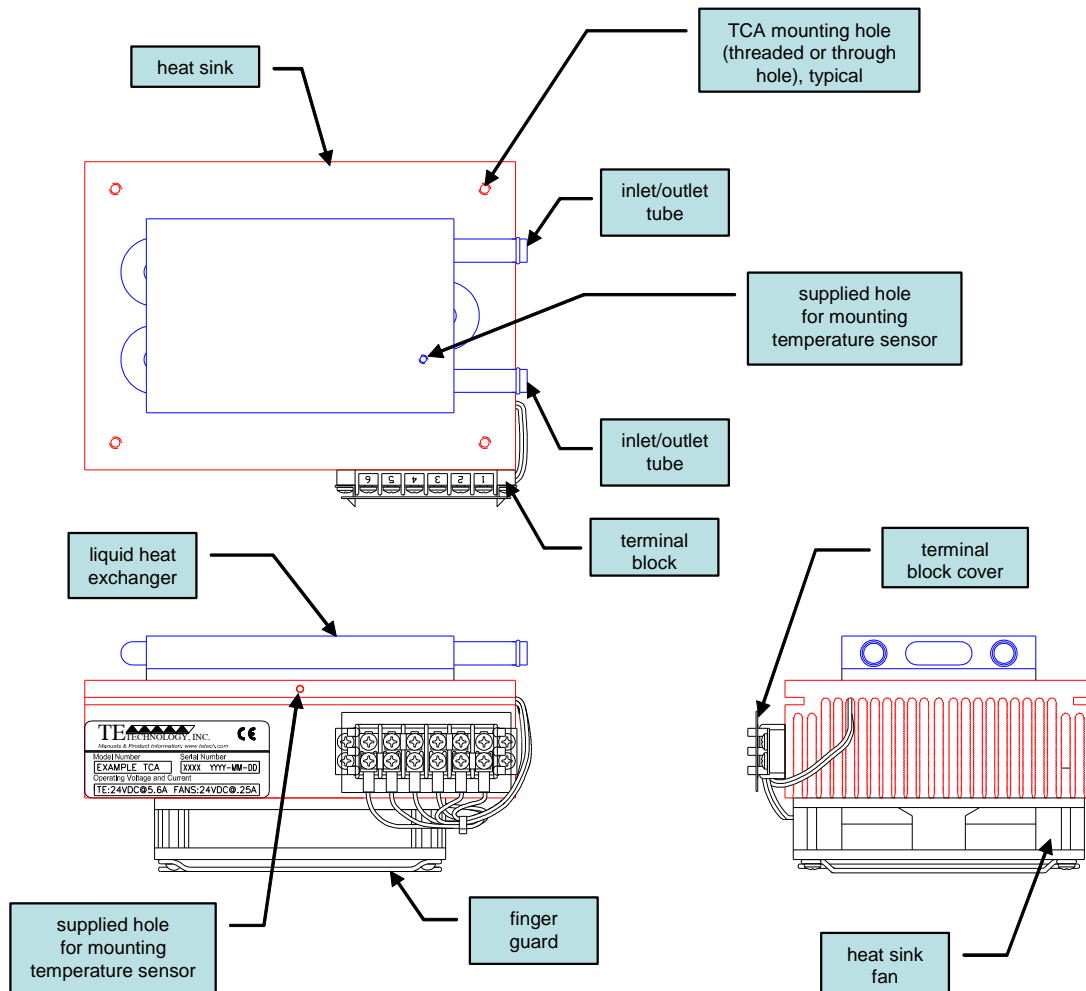 TCA mounting hole
(threaded or through
hole), typical
heat sink
inlet/outlet
tube
supplied hole
for mounting
temperature sensor
inlet/outlet
tube
6 5 4 3 2 1
terminal
block
liquid heat
exchanger
terminal
block cover
TE TECHNOLOGY, INC. CE
Manuals & Product Information: www.tetech.com
Model Number Serial Number
EXAMPLE TCA XXXX YYYY-MM-DD
Operating Voltage and Current
TE:24VDC@5.6A FANS:24VDC@.25A
supplied hole
for mounting
temperature sensor
finger
guard
heat sink
fan